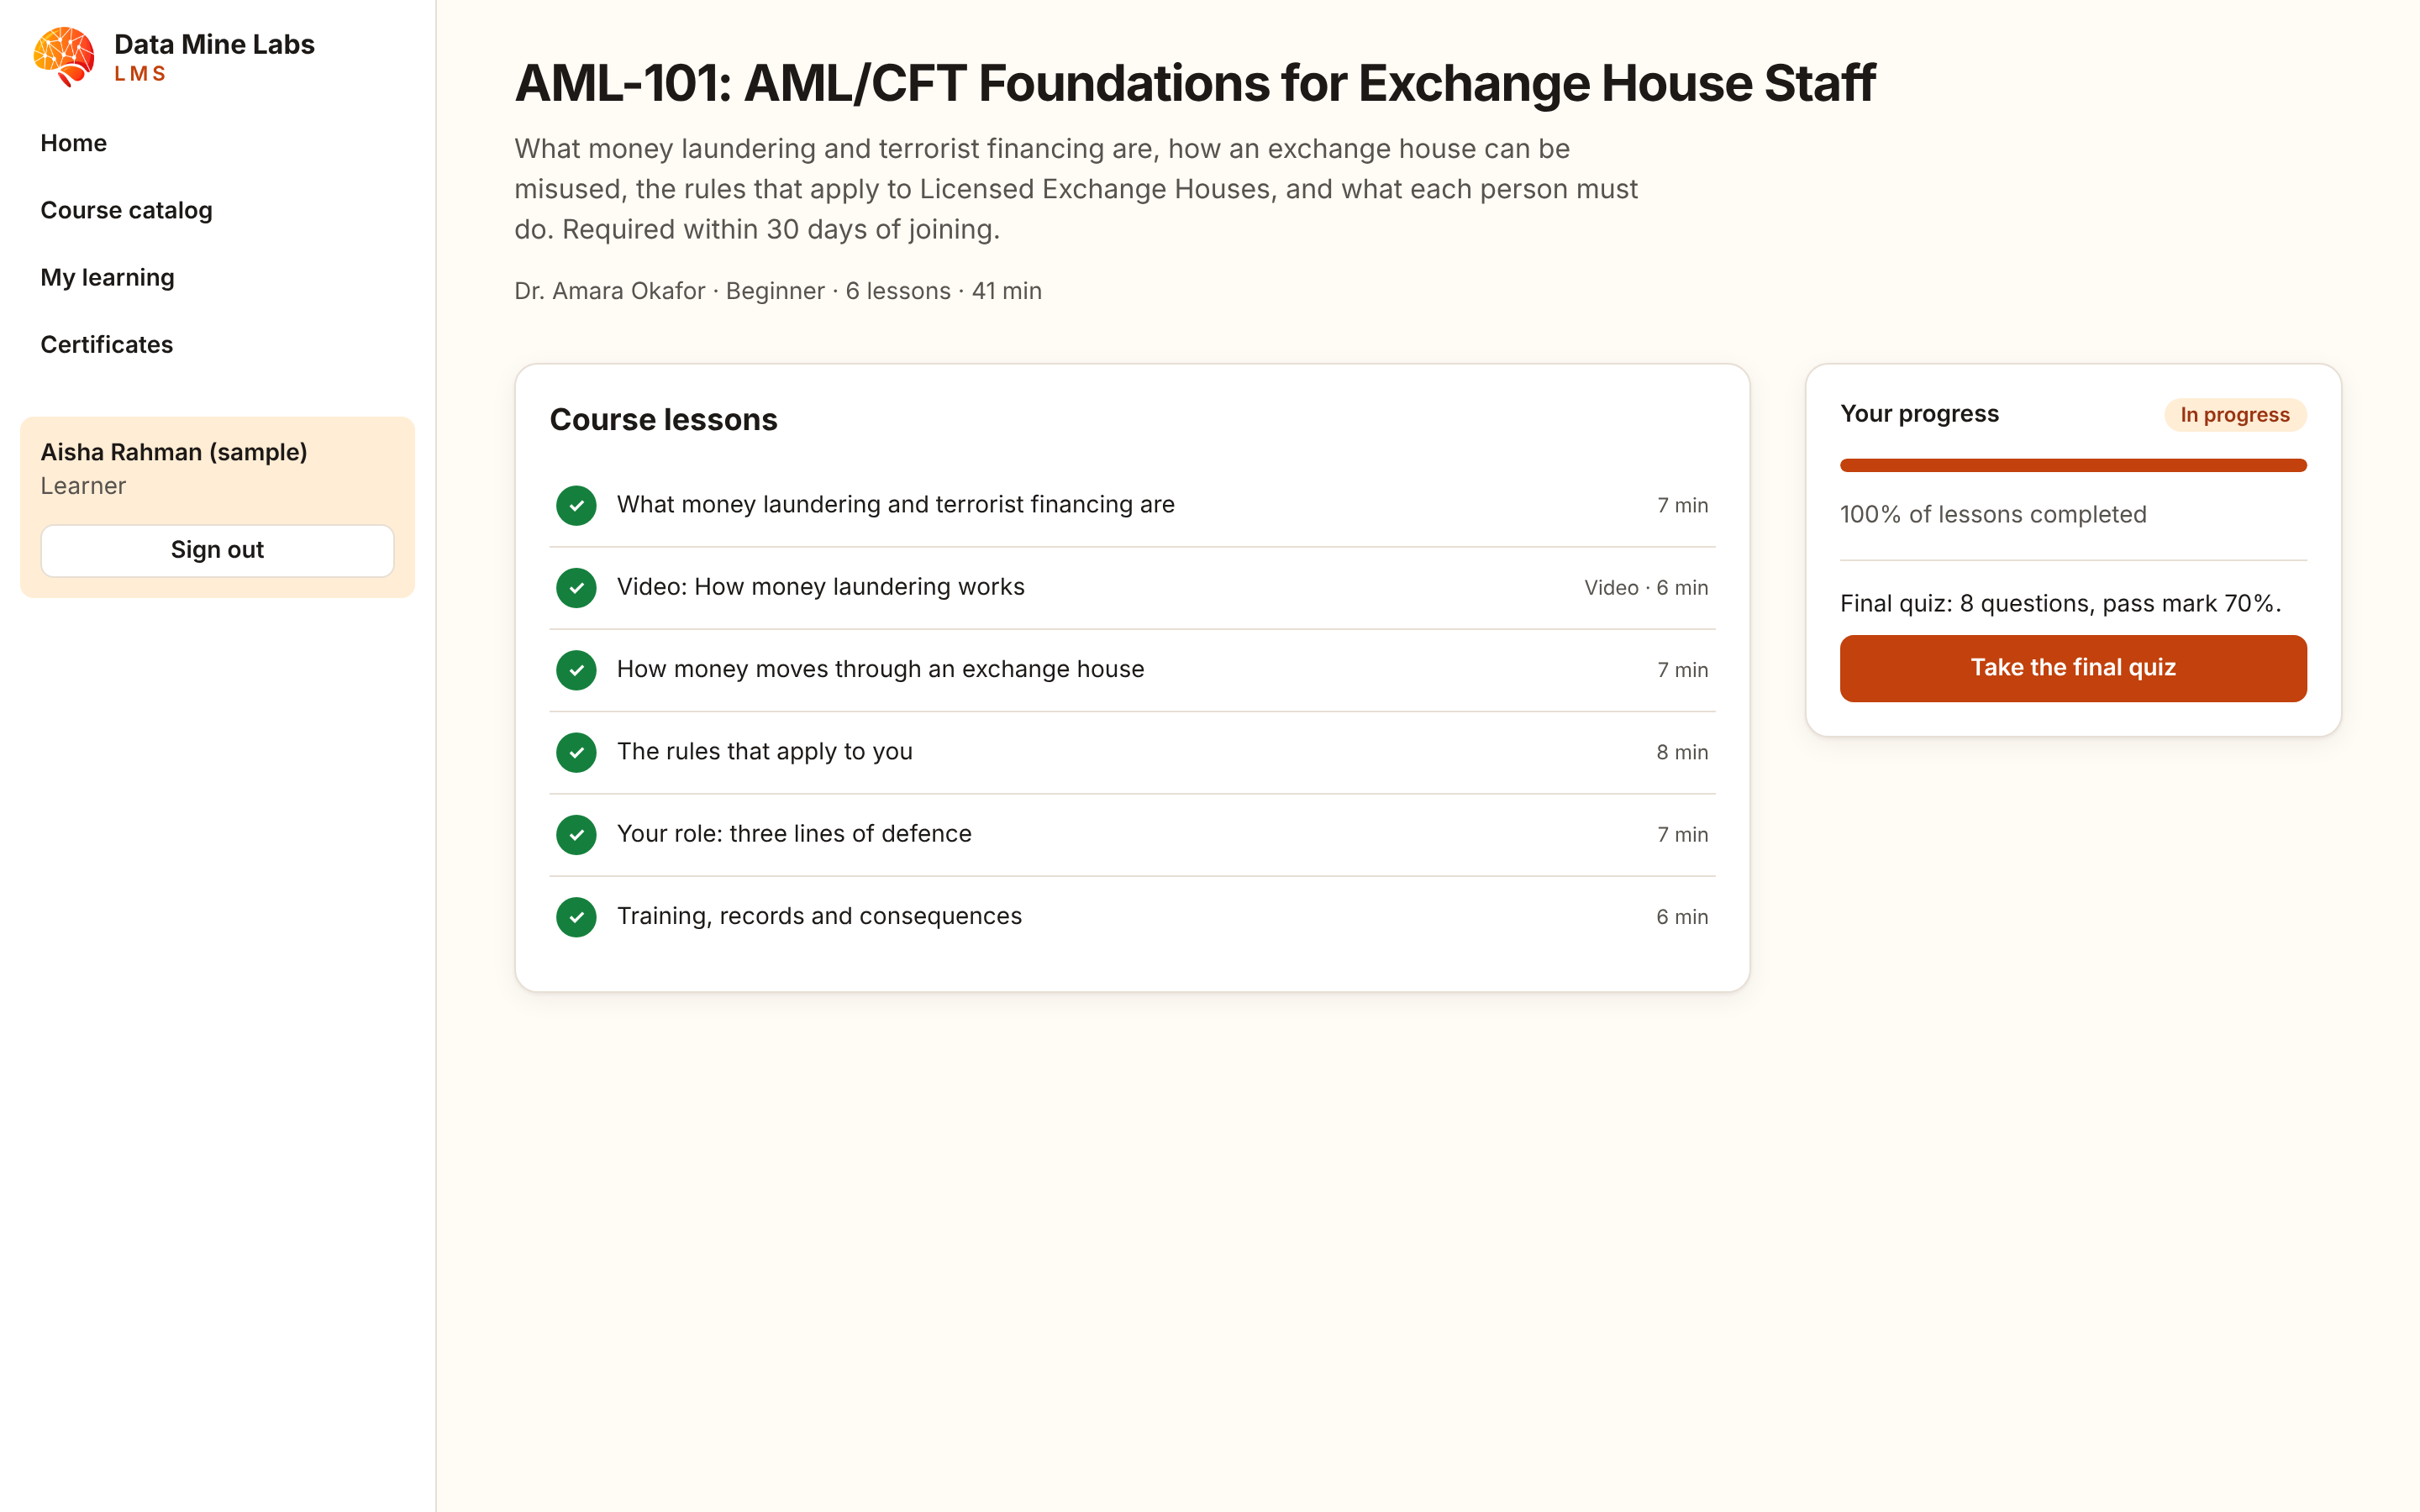 Data Mine Labs
LMS
Home
Course catalog
My learning
Certificates
Aisha Rahman (sample)
Learner
Sign out
AML-101: AML/CFT Foundations for Exchange House Staff
What money laundering and terrorist financing are, how an exchange house can be
misused, the rules that apply to Licensed Exchange Houses, and what each person must
do. Required within 30 days of joining.
Dr. Amara Okafor · Beginner · 6 lessons · 41 min
Course lessons
What money laundering and terrorist financing are 7 min
Video: How money laundering works Video · 6 min
How money moves through an exchange house 7 min
The rules that apply to you 8 min
Your role: three lines of defence 7 min
Training, records and consequences 6 min
Your progress In progress
100% of lessons completed
Final quiz: 8 questions, pass mark 70%.
Take the final quiz